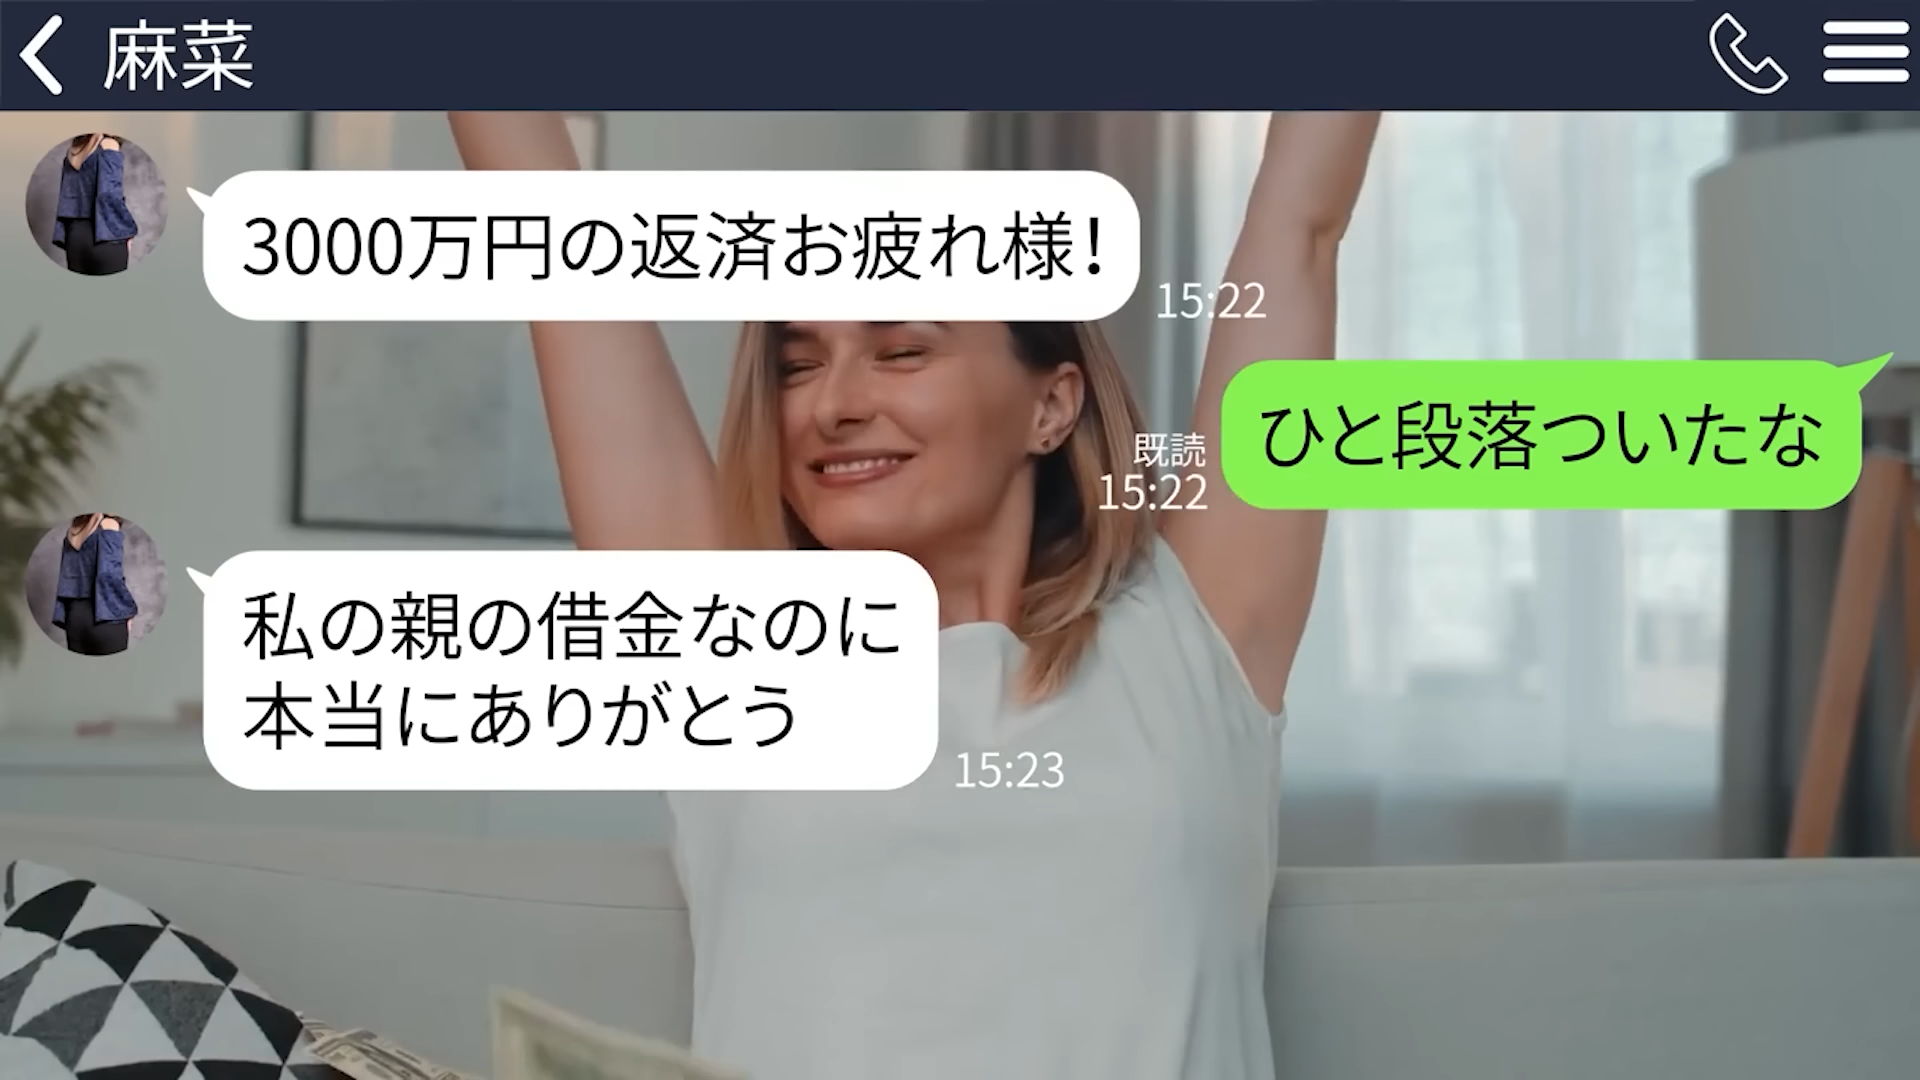 麻菜
3000万円の返済お疲れ様!
15:22
ひと段落ついたな
既読
15:22
私の親の借金なのに
本当にありがとう
15:23